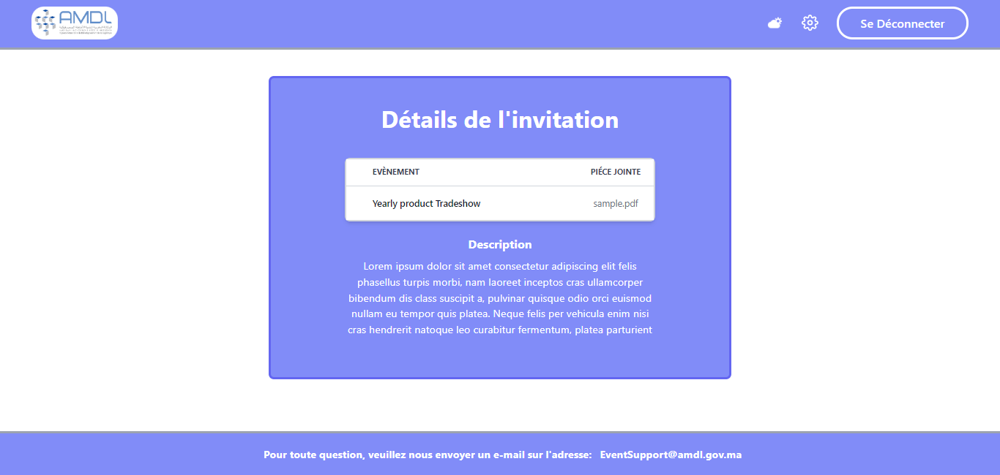 AMDL
Se Déconnecter
Détails de l'invitation
EVÈNEMENT PIÉCE JOINTE
Yearly product Tradeshow sample.pdf
Description
Lorem ipsum dolor sit amet consectetur adipiscing elit felis
phasellus turpis morbi, nam laoreet inceptos cras ullamcorper
bibendum dis class suscipit a, pulvinar quisque odio orci euismod
nullam eu tempor quis platea. Neque felis per vehicula enim nisi
cras hendrerit natoque leo curabitur fermentum, platea parturient
Pour toute question, veuillez nous envoyer un e-mail sur l'adresse: EventSupport@amdl.gov.ma